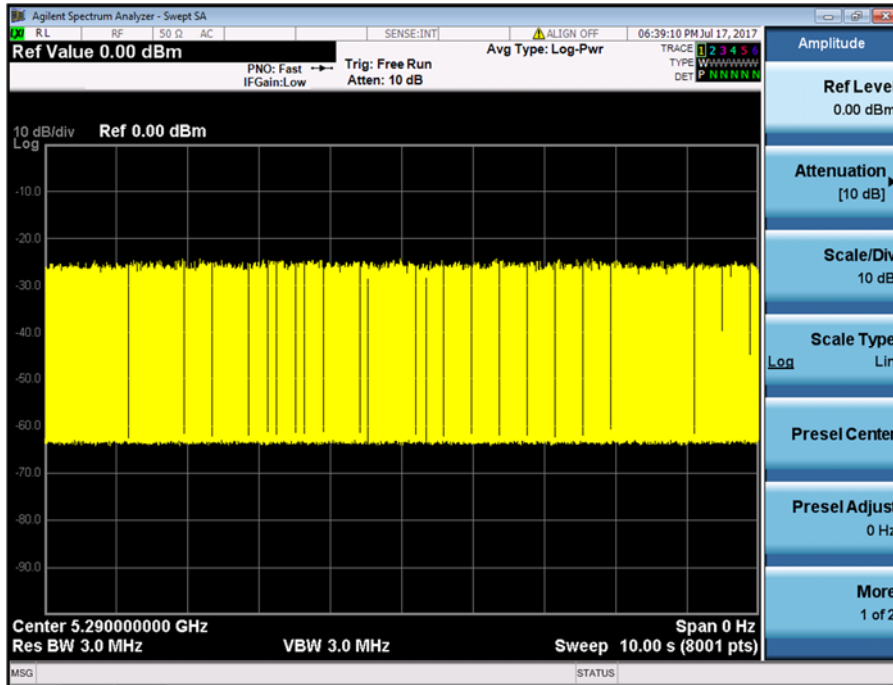 Agilent Spectrum Analyzer - Swept SA
RL RF 50 Ω AC SENSE:INT ALIGN OFF 06:39:10 PM Jul 17, 2017
Ref Value 0.00 dBm
PNO: Fast
IFGain:Low
Trig: Free Run
Atten: 10 dB
Avg Type: Log-Pwr
TRACE 1 2 3 4 5 6
TYPE W
DET P N N N N N
10 dB/div Ref 0.00 dBm
Log
-10.0
-20.0
-30.0
-40.0
-50.0
-60.0
-70.0
-80.0
-90.0
Center 5.290000000 GHz Span 0 Hz
Res BW 3.0 MHz VBW 3.0 MHz Sweep 10.00 s (8001 pts)
MSG STATUS
Amplitude
Ref Level
0.00 dBm
Attenuation
[10 dB]
Scale/Div
10 dB
Scale Type
Log Lin
Presel Center
Presel Adjust
0 Hz
More
1 of 2